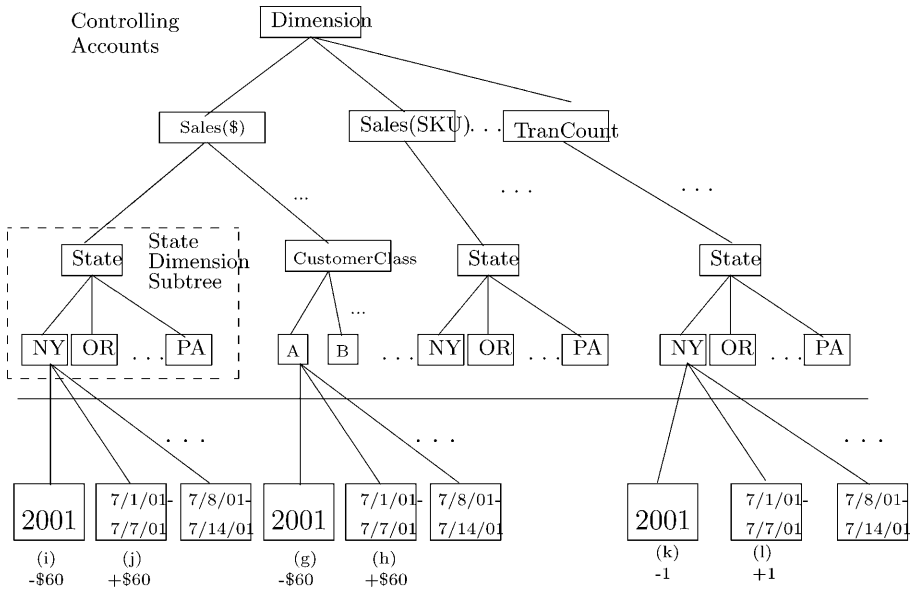 Controlling
Accounts
Dimension
Sales($)
Sales(SKU)
. . .
TranCount
...
. . .
. . .
State
State
Dimension
Subtree
CustomerClass
State
State
...
NY
OR
. . .
PA
A
B
. . .
NY
OR
. . .
PA
NY
OR
. . .
PA
. . .
. . .
. . .
2001
7/1/01-
7/7/01
7/8/01-
7/14/01
2001
7/1/01-
7/7/01
7/8/01-
7/14/01
2001
7/1/01-
7/7/01
7/8/01-
7/14/01
(i)
-$60
(j)
+$60
(g)
-$60
(h)
+$60
(k)
-1
(l)
+1